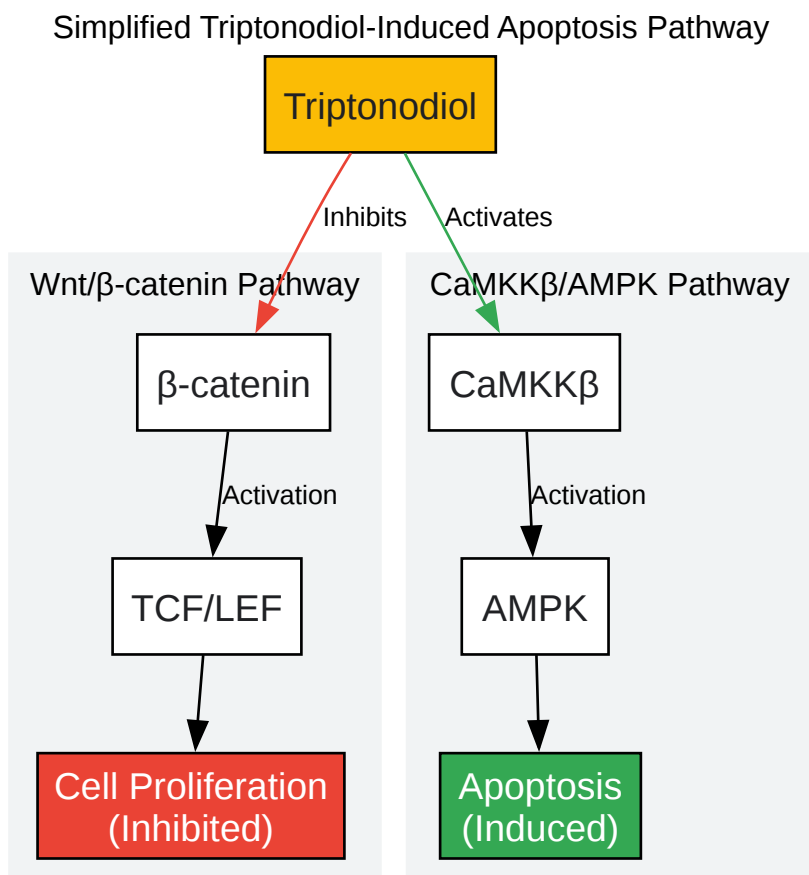 Simplified Triptonodiol-Induced Apoptosis Pathway
Triptonodiol
Inhibits
Activates
Wnt/β-catenin Pathway
CaMKKβ/AMPK Pathway
β-catenin
CaMKKβ
Activation
Activation
TCF/LEF
AMPK
Cell Proliferation
(Inhibited)
Apoptosis
(Induced)